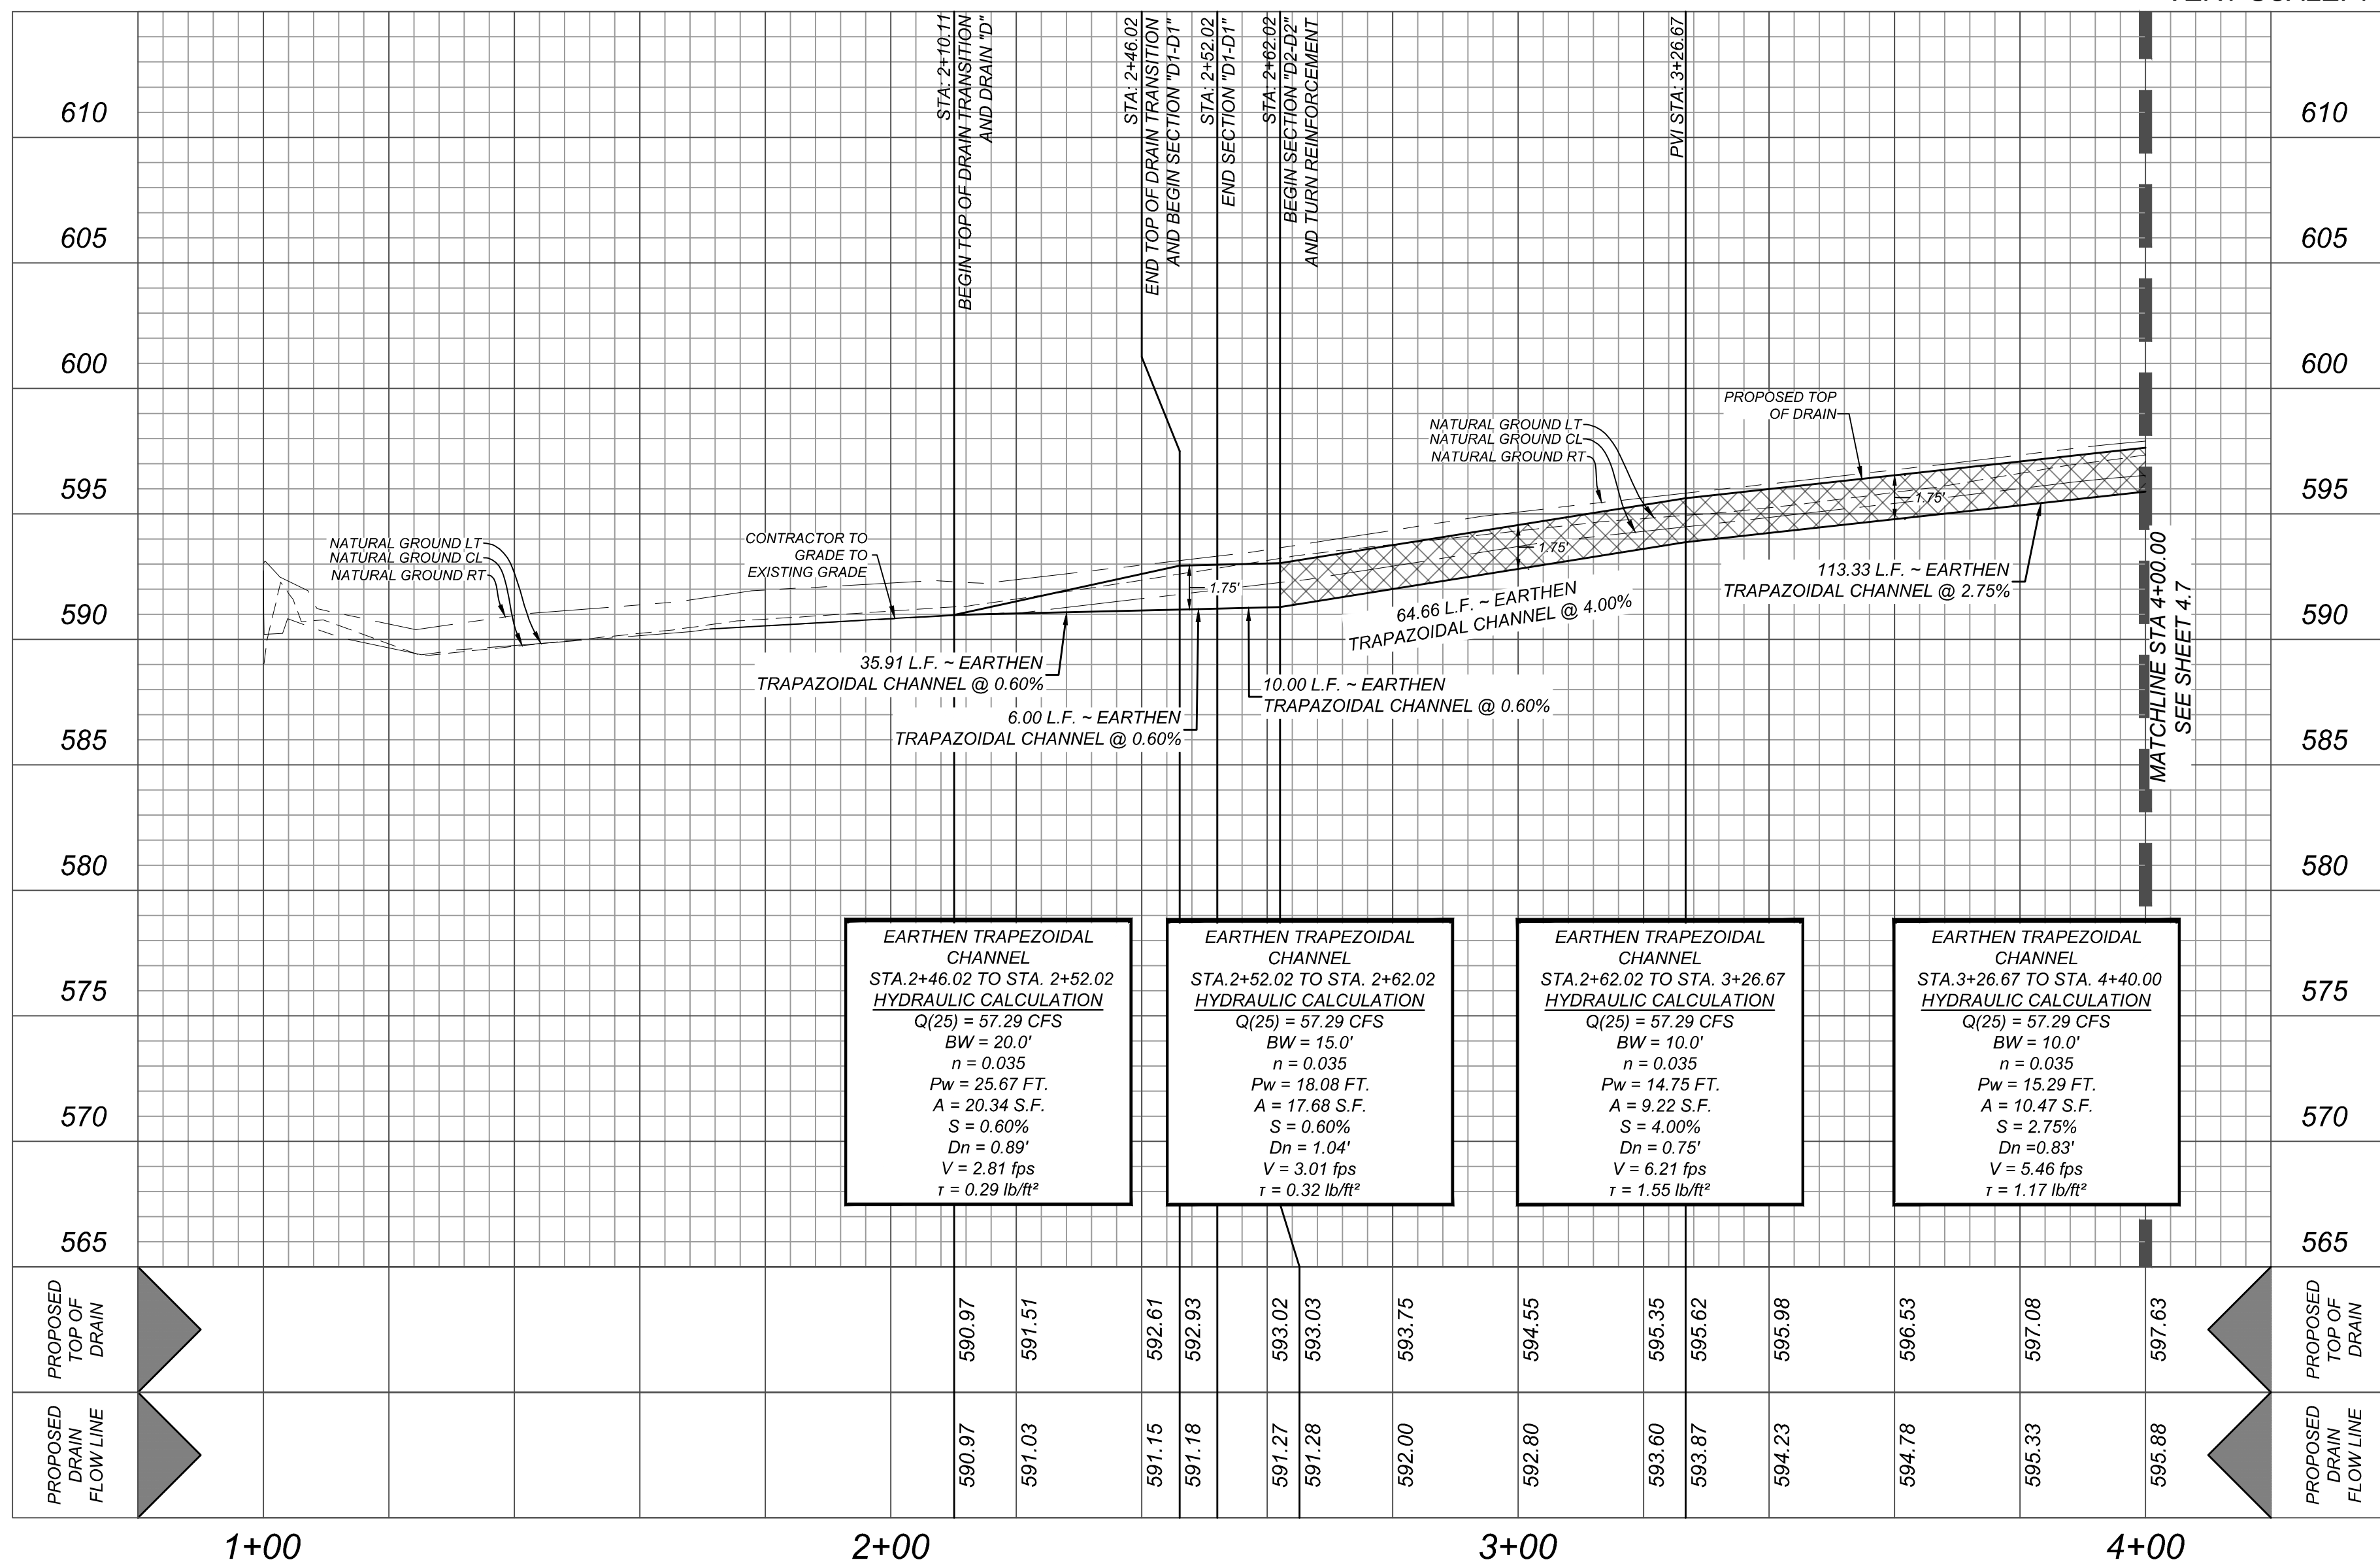 STA: 2+10.11
BEGIN TOP OF DRAIN TRANSITION
AND DRAIN "D"
STA: 2+46.02
END TOP OF DRAIN TRANSITION
AND BEGIN SECTION "D1-D1"
STA: 2+52.02
END SECTION "D1-D1"
STA: 2+62.02
BEGIN SECTION "D2-D2"
AND TURN REINFORCEMENT
PVI STA: 3+26.67
610
610
605
605
600
600
595
595
590
590
585
585
580
580
575
575
570
570
565
565
NATURAL GROUND LT
NATURAL GROUND CL
NATURAL GROUND RT
CONTRACTOR TO
GRADE TO
EXISTING GRADE
NATURAL GROUND LT
NATURAL GROUND CL
NATURAL GROUND RT
PROPOSED TOP
OF DRAIN
1.75'
1.75'
1.75'
35.91 L.F. ~ EARTHEN
TRAPAZOIDAL CHANNEL @ 0.60%
6.00 L.F. ~ EARTHEN
TRAPAZOIDAL CHANNEL @ 0.60%
10.00 L.F. ~ EARTHEN
TRAPAZOIDAL CHANNEL @ 0.60%
64.66 L.F. ~ EARTHEN
TRAPAZOIDAL CHANNEL @ 4.00%
113.33 L.F. ~ EARTHEN
TRAPAZOIDAL CHANNEL @ 2.75%
MATCHLINE STA 4+00.00
SEE SHEET 4.7
EARTHEN TRAPEZOIDAL
CHANNEL
STA.2+46.02 TO STA. 2+52.02
HYDRAULIC CALCULATION
Q(25) = 57.29 CFS
BW = 20.0'
n = 0.035
Pw = 25.67 FT.
A = 20.34 S.F.
S = 0.60%
Dn = 0.89'
V = 2.81 fps
τ = 0.29 lb/ft²
EARTHEN TRAPEZOIDAL
CHANNEL
STA.2+52.02 TO STA. 2+62.02
HYDRAULIC CALCULATION
Q(25) = 57.29 CFS
BW = 15.0'
n = 0.035
Pw = 18.08 FT.
A = 17.68 S.F.
S = 0.60%
Dn = 1.04'
V = 3.01 fps
τ = 0.32 lb/ft²
EARTHEN TRAPEZOIDAL
CHANNEL
STA.2+62.02 TO STA. 3+26.67
HYDRAULIC CALCULATION
Q(25) = 57.29 CFS
BW = 10.0'
n = 0.035
Pw = 14.75 FT.
A = 9.22 S.F.
S = 4.00%
Dn = 0.75'
V = 6.21 fps
τ = 1.55 lb/ft²
EARTHEN TRAPEZOIDAL
CHANNEL
STA.3+26.67 TO STA. 4+40.00
HYDRAULIC CALCULATION
Q(25) = 57.29 CFS
BW = 10.0'
n = 0.035
Pw = 15.29 FT.
A = 10.47 S.F.
S = 2.75%
Dn =0.83'
V = 5.46 fps
τ = 1.17 lb/ft²
PROPOSED
TOP OF
DRAIN
590.97
591.51
592.61
592.93
593.02
593.03
593.75
594.55
595.35
595.62
595.98
596.53
597.08
597.63
PROPOSED
TOP OF
DRAIN
PROPOSED
DRAIN
FLOW LINE
590.97
591.03
591.15
591.18
591.27
591.28
592.00
592.80
593.60
593.87
594.23
594.78
595.33
595.88
PROPOSED
DRAIN
FLOW LINE
1+00
2+00
3+00
4+00